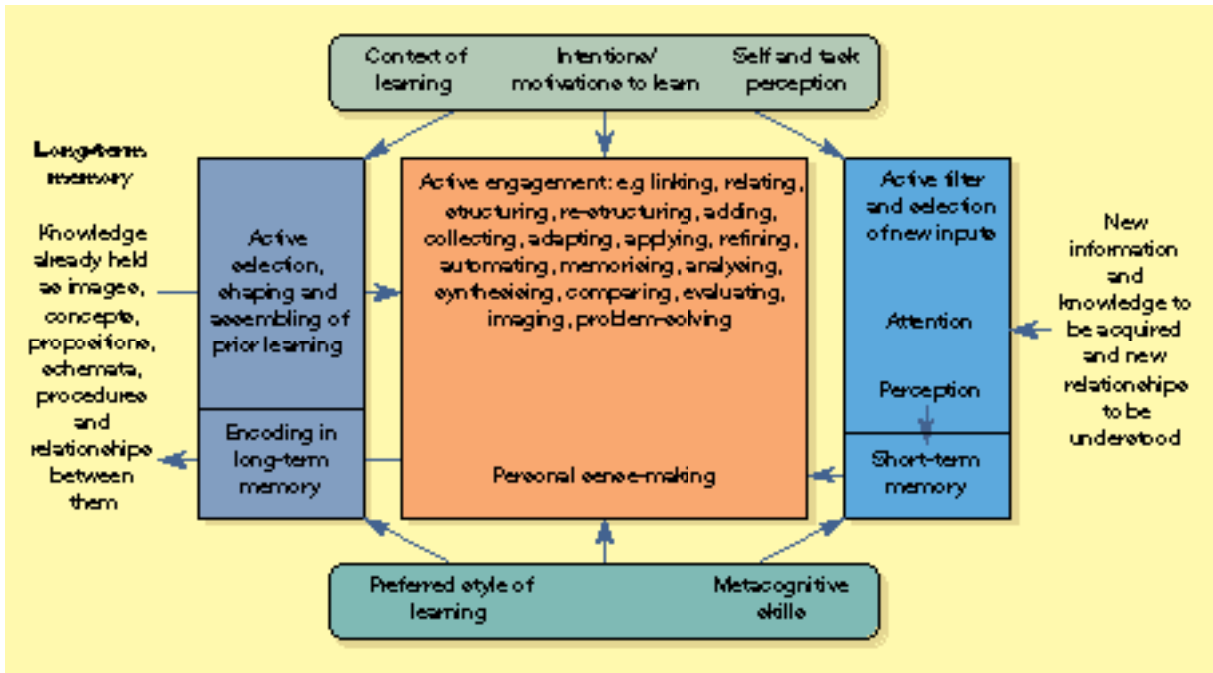 Context of
learning
Intentions/
motivations to learn
Self and task
perception
Long-term
memory
Knowledge
already held
as images,
concepts,
propositions,
schemata,
procedures
and
relationships
between
them
Active
selection,
shaping and
assembling of
prior learning
Encoding in
long-term
memory
Active engagement: e.g linking, relating,
structuring, re-structuring, adding,
collecting, adapting, applying, refining,
automating, memorising, analysing,
synthesising, comparing, evaluating,
imaging, problem-solving
Personal sense-making
Active filter
and selection
of new inputs
Attention
Perception
Short-term
memory
New
information
and
knowledge to
be acquired
and new
relationships
to be
understood
Preferred style of
learning
Metacognitive
skills